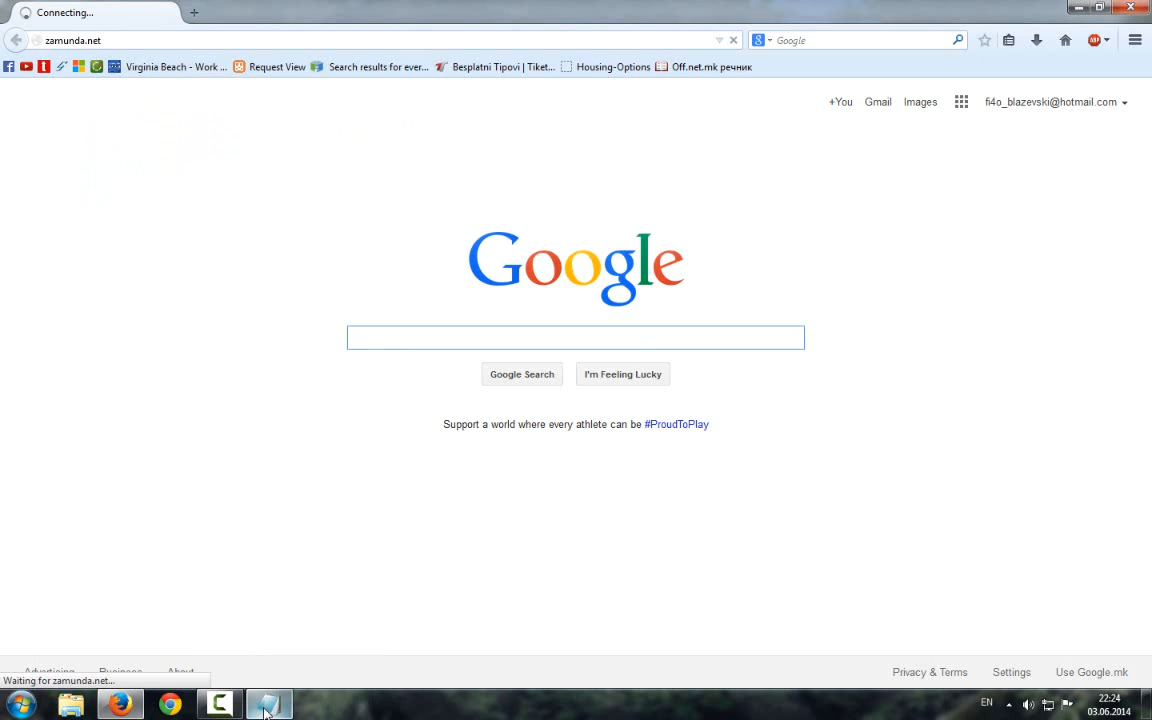 Connecting...
zamunda.net
Google
Virginia Beach - Work ...
Request View
Search results for ever...
Besplatni Tipovi | Tiket...
Housing-Options
Off.net.mk речник
+You
Gmail
Images
fi4o_blazevski@hotmail.com
Google
Google Search
I'm Feeling Lucky
Support a world where every athlete can be #ProudToPlay
Advertising
Business
About
Privacy & Terms
Settings
Use Google.mk
Waiting for zamunda.net...
EN
22:24
03.06.2014